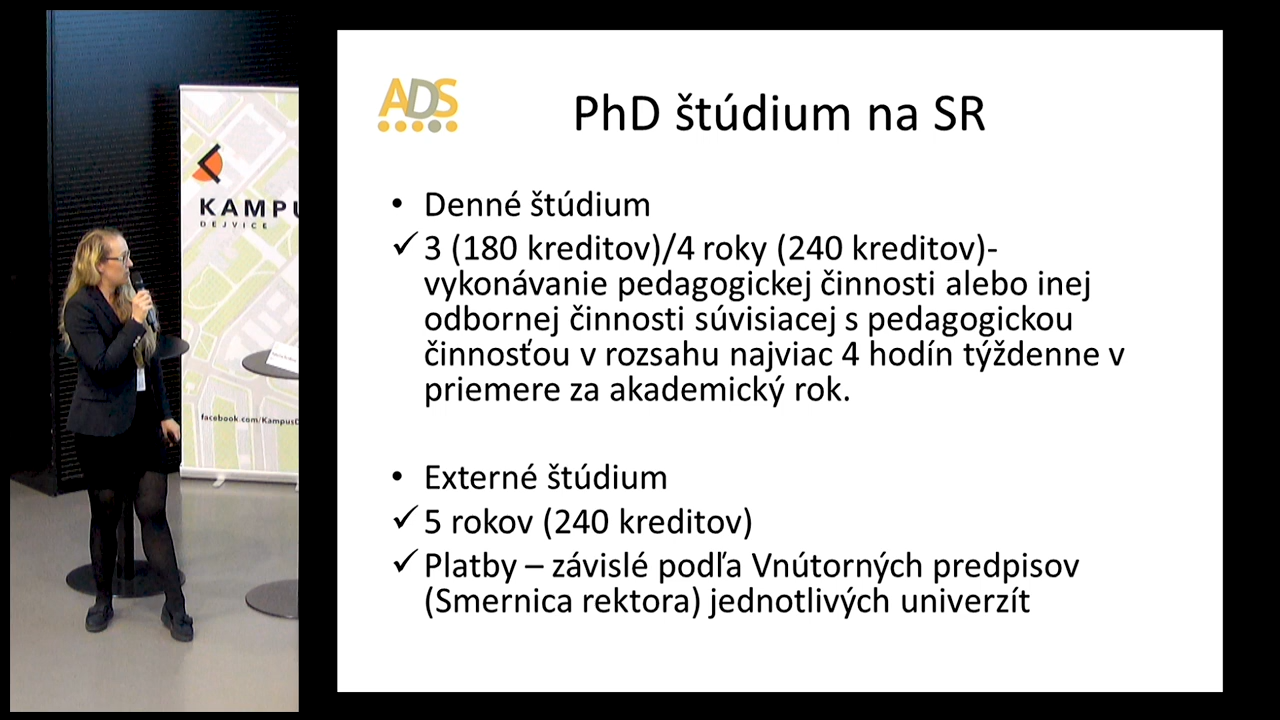 KAMPU
DEJVICE
facebook.com/Kampus
ADS
PhD štúdium na SR
• Denné štúdium
✓ 3 (180 kreditov)/4 roky (240 kreditov)-
vykonávanie pedagogickej činnosti alebo inej
odbornej činnosti súvisiacej s pedagogickou
činnosťou v rozsahu najviac 4 hodín týždenne v
priemere za akademický rok.
• Externé štúdium
✓ 5 rokov (240 kreditov)
✓ Platby – závislé podľa Vnútorných predpisov
(Smernica rektora) jednotlivých univerzít